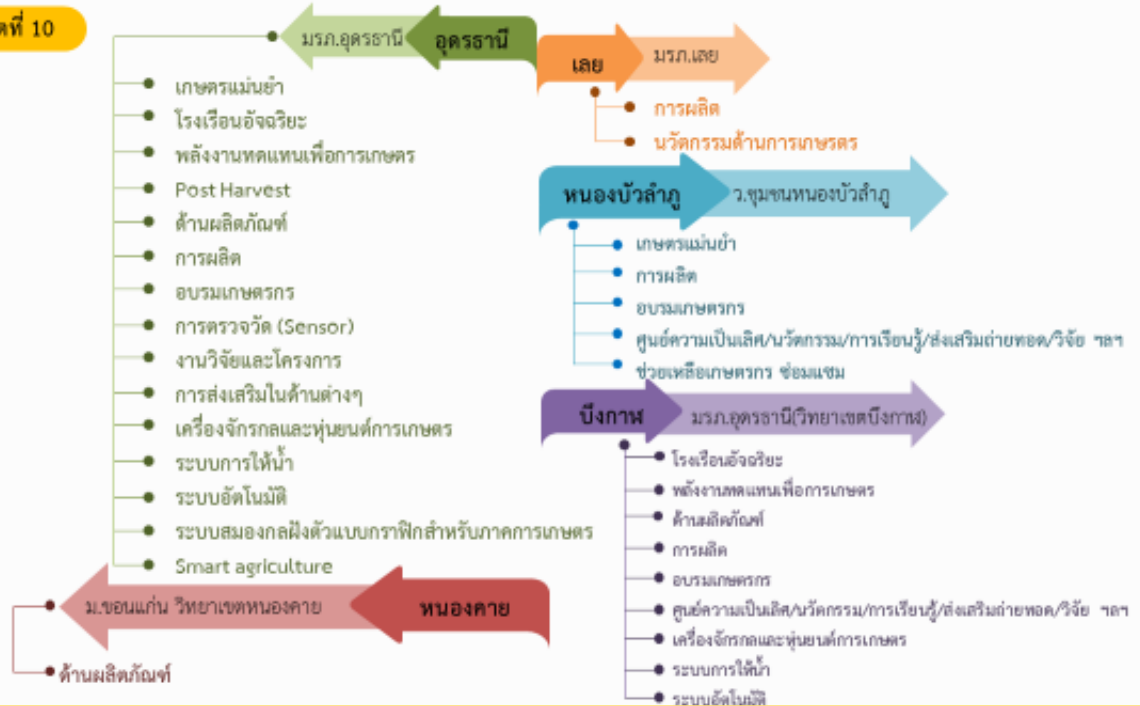 ที่ 10
มรภ.อุดรธานี
อุดรธานี
เกษตรแม่นยำ
โรงเรือนอัจฉริยะ
พลังงานทดแทนเพื่อการเกษตร
Post Harvest
ด้านผลิตภัณฑ์
การผลิต
อบรมเกษตรกร
การตรวจวัด (Sensor)
งานวิจัยและโครงการ
การส่งเสริมในด้านต่างๆ
เครื่องจักรกลและหุ่นยนต์การเกษตร
ระบบการให้น้ำ
ระบบอัตโนมัติ
ระบบสมองกลฝังตัวแบบกราฟิกสำหรับภาคการเกษตร
Smart agriculture
ม.ขอนแก่น วิทยาเขตหนองคาย
หนองคาย
ด้านผลิตภัณฑ์
เลย
มรภ.เลย
การผลิต
นวัตกรรมด้านการเกษรตร
หนองบัวลำภู
ว.ชุมชนหนองบัวลำภู
เกษตรแม่นยำ
การผลิต
อบรมเกษตรกร
ศูนย์ความเป็นเลิศ/นวัตกรรม/การเรียนรู้/ส่งเสริมถ่ายทอด/วิจัย ฯลฯ
ช่วยเหลือเกษตรกร ซ่อมแซม
บึงกาฬ
มรภ.อุดรธานี(วิทยาเขตบึงกาฬ)
โรงเรือนอัจฉริยะ
พลังงานทดแทนเพื่อการเกษตร
ด้านผลิตภัณฑ์
การผลิต
อบรมเกษตรกร
ศูนย์ความเป็นเลิศ/นวัตกรรม/การเรียนรู้/ส่งเสริมถ่ายทอด/วิจัย ฯลฯ
เครื่องจักรกลและหุ่นยนต์การเกษตร
ระบบการให้น้ำ
ระบบอัตโนมัติ